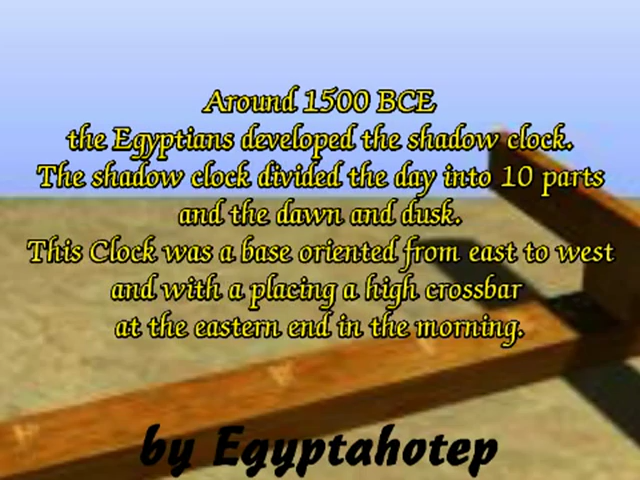 Around 1500 BCE
the Egyptians developed the shadow clock.
The shadow clock divided the day into 10 parts
and the dawn and dusk.
This Clock was a base oriented from east to west
and with a placing a high crossbar
at the eastern end in the morning.
by Egyptahotep